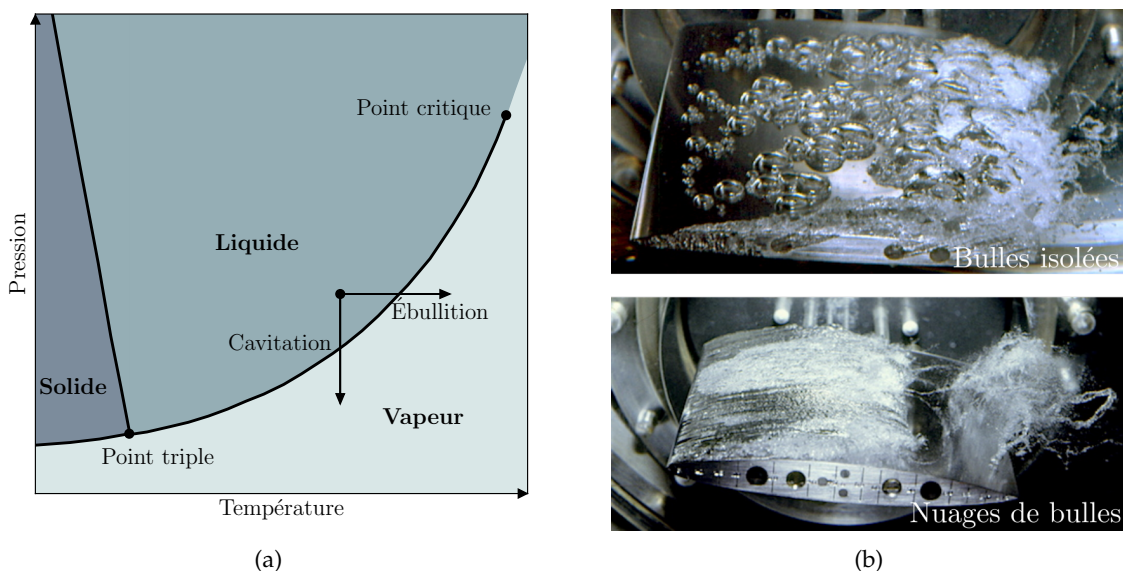 Point critique
Liquide
Pression
Ébullition
Cavitation
Solide
Vapeur
Point triple
Température
(a)
Bulles isolées
Nuages de bulles
(b)